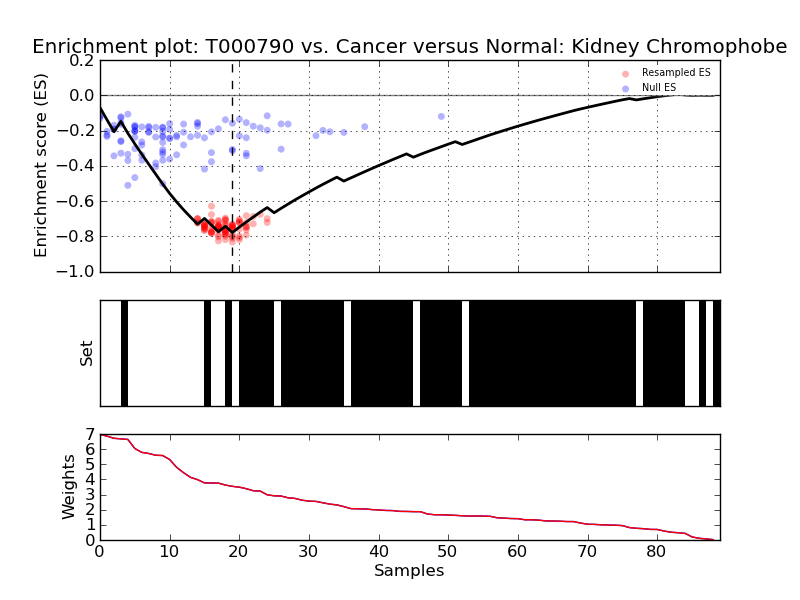 Enrichment plot: T000790 vs. Cancer versus Normal: Kidney Chromophobe
Enrichment score (ES)
0.2
0.0
−0.2
−0.4
−0.6
−0.8
−1.0
Resampled ES
Null ES
Set
Weights
7
6
5
4
3
2
1
0
0 10 20 30 40 50 60 70 80
Samples